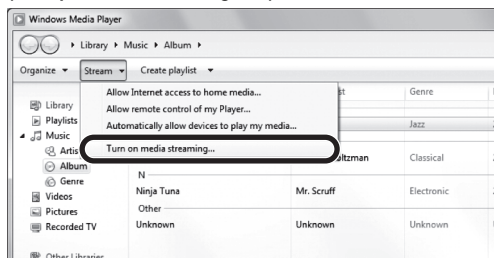 Windows Media Player
Library Music Album
Organize Stream Create playlist
Allow Internet access to home media...
Allow remote control of my Player...
Automatically allow devices to play my media...
Turn on media streaming...
Genre
Library
Playlists
Jazz
Music
Album
Classical
Genre
N
Videos
Ninja Tuna Mr. Scruff Electronic
Pictures
Other
Recorded TV
Unknown Unknown Unknown
Other Libraries